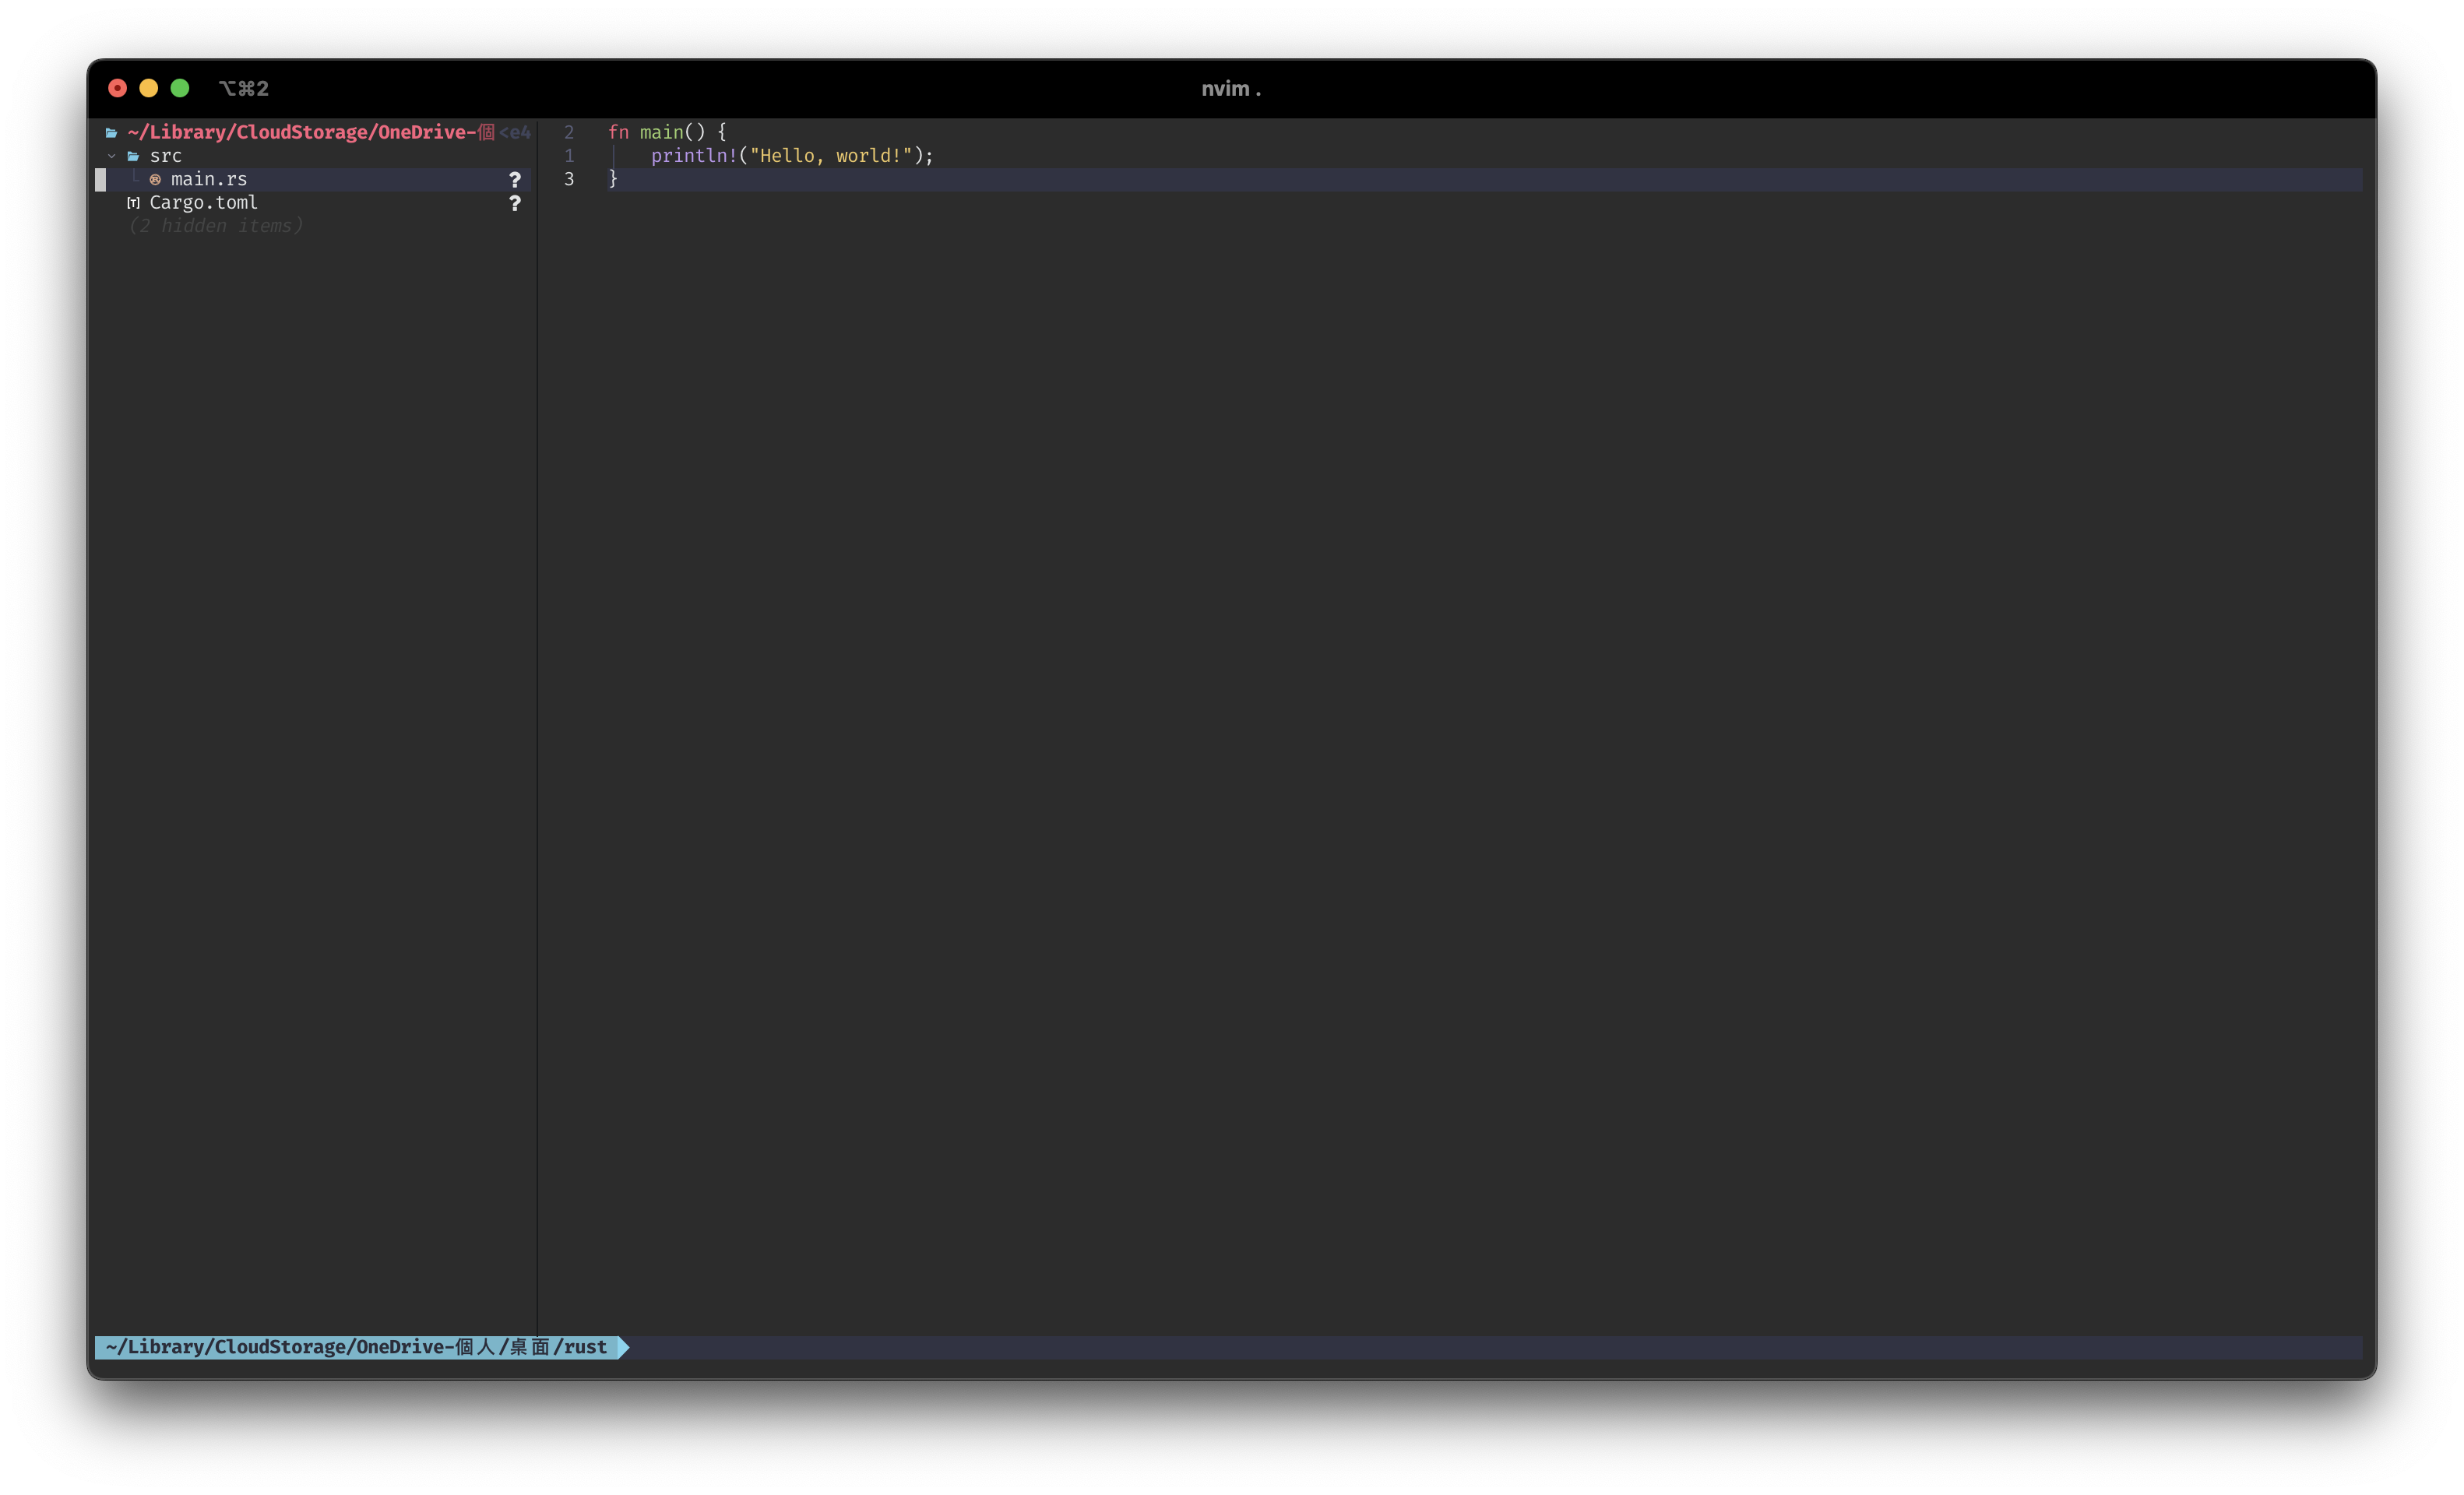 ⌥⌘2
nvim .
~/Library/CloudStorage/OneDrive-個<e4
src
main.rs ?
Cargo.toml ?
(2 hidden items)
2 fn main() {
1 println!("Hello, world!");
3 }
~/Library/CloudStorage/OneDrive-個人/桌面/rust